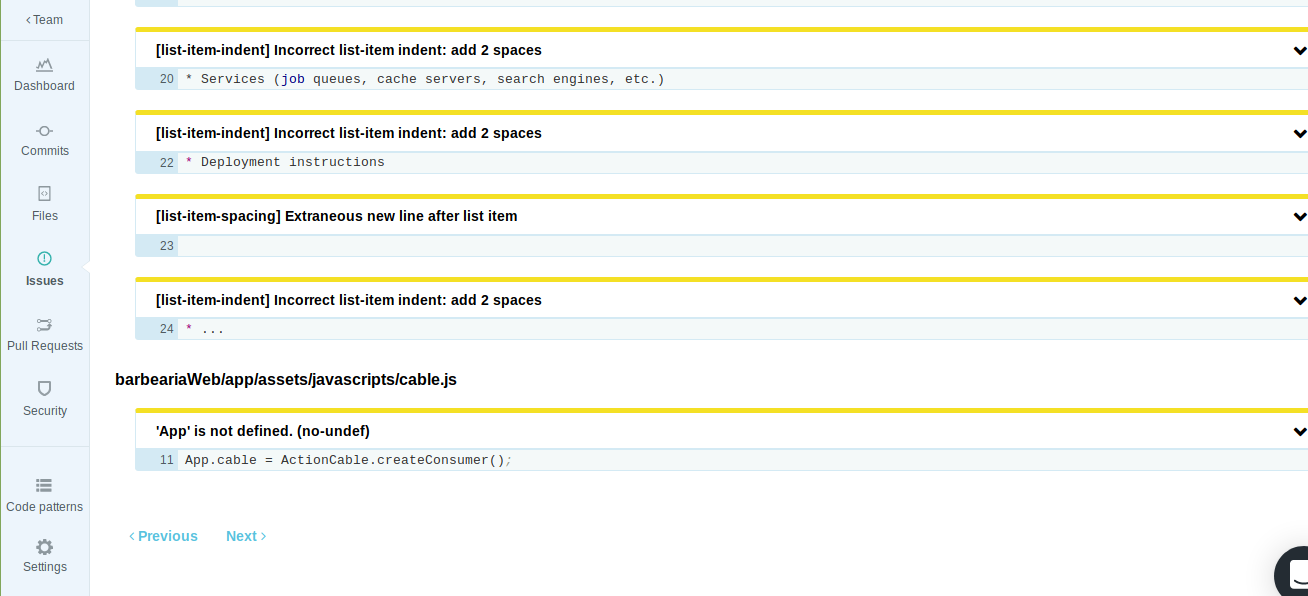 Team
Dashboard
Commits
Files
Issues
Pull Requests
Security
Code patterns
Settings
[list-item-indent] Incorrect list-item indent: add 2 spaces
20 * Services (job queues, cache servers, search engines, etc.)
[list-item-indent] Incorrect list-item indent: add 2 spaces
22 * Deployment instructions
[list-item-spacing] Extraneous new line after list item
23
[list-item-indent] Incorrect list-item indent: add 2 spaces
24 * ...
barbeariaWeb/app/assets/javascripts/cable.js
'App' is not defined. (no-undef)
11 App.cable = ActionCable.createConsumer();
Previous Next